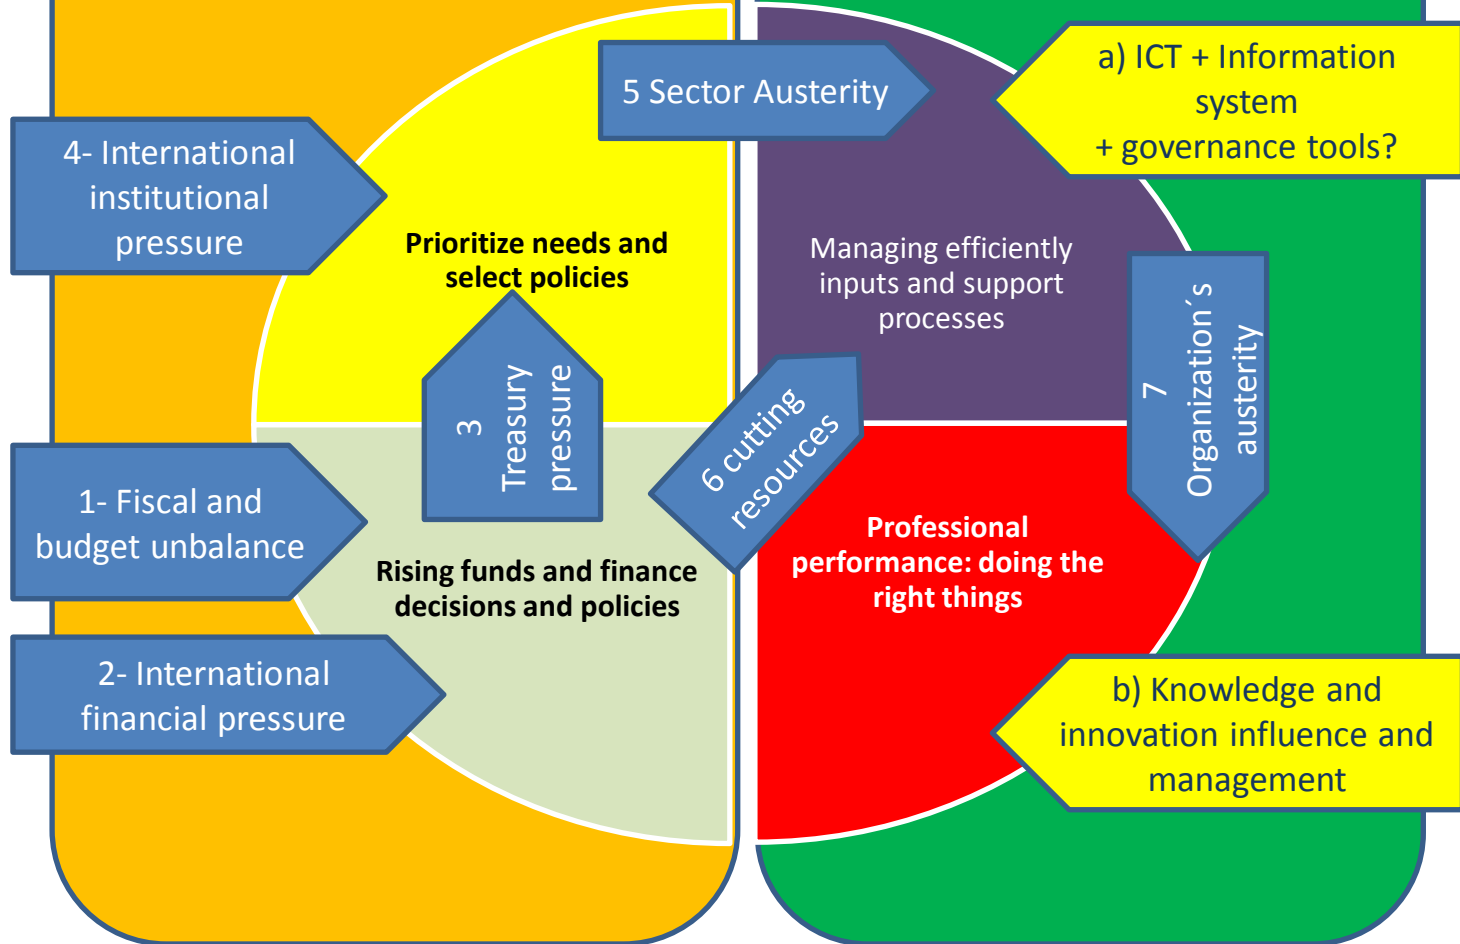 5 Sector Austerity
a) ICT + Information
system
+ governance tools?
4- International
institutional
pressure
Prioritize needs and
select policies
Managing efficiently
inputs and support
processes
3
Treasury
pressure
6 cutting
resources
7
Organization´s
austerity
1- Fiscal and
budget unbalance
Rising funds and finance
decisions and policies
Professional
performance: doing the
right things
2- International
financial pressure
b) Knowledge and
innovation influence and
management